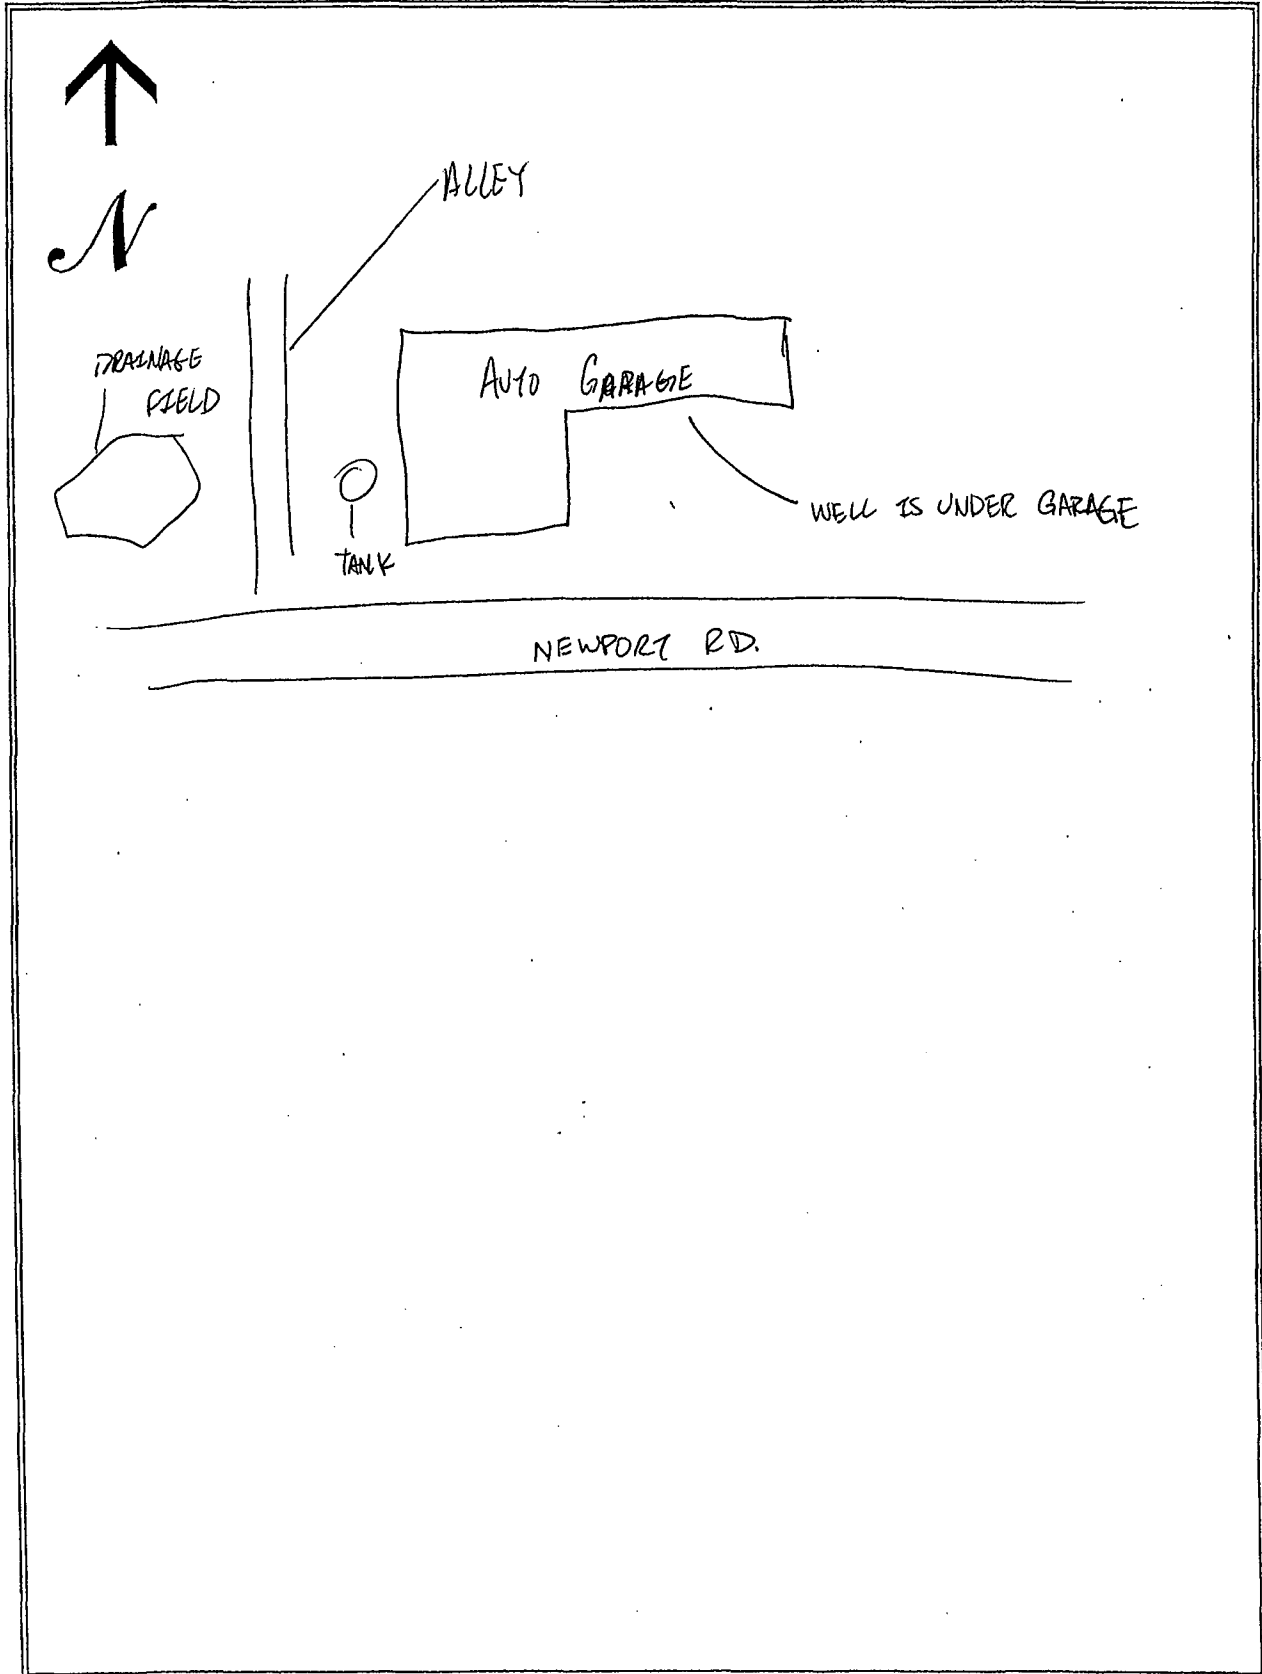 N
ALLEY
DRAINAGE
FIELD
AUTO GARAGE
WELL IS UNDER GARAGE
TANK
NEWPORT RD.